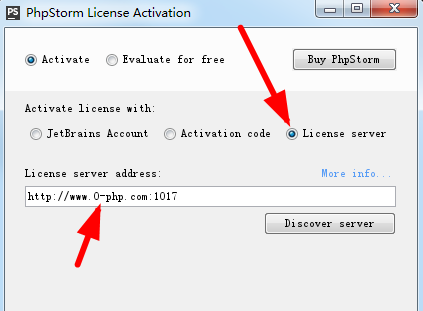 PS PhpStorm License Activation
Activate Evaluate for free Buy PhpStorm
Activate license with:
JetBrains Account Activation code License server
License server address: More info...
http://www.0-php.com:1017
Discover server